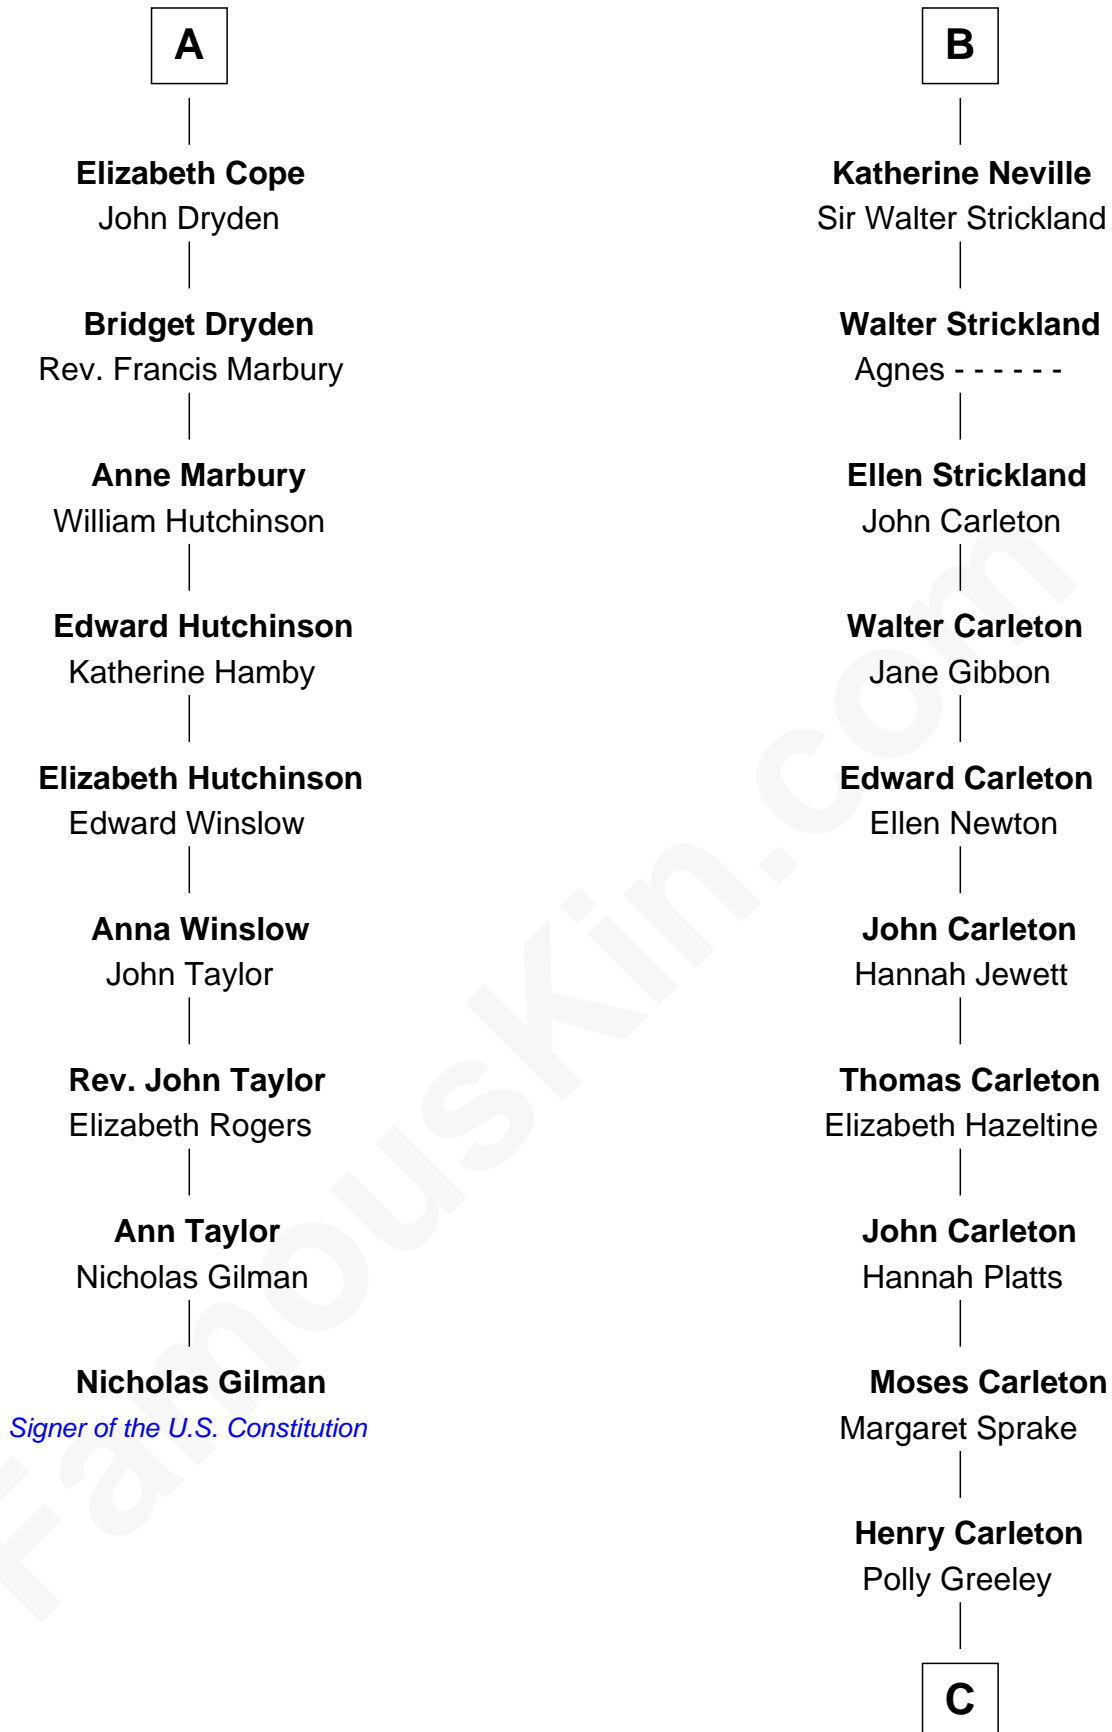 A
Elizabeth Cope
John Dryden
Bridget Dryden
Rev. Francis Marbury
Anne Marbury
William Hutchinson
Edward Hutchinson
Katherine Hamby
Elizabeth Hutchinson
Edward Winslow
Anna Winslow
John Taylor
Rev. John Taylor
Elizabeth Rogers
Ann Taylor
Nicholas Gilman
Nicholas Gilman
Signer of the U.S. Constitution
B
Katherine Neville
Sir Walter Strickland
Walter Strickland
Agnes - - - - - -
Ellen Strickland
John Carleton
Walter Carleton
Jane Gibbon
Edward Carleton
Ellen Newton
John Carleton
Hannah Jewett
Thomas Carleton
Elizabeth Hazeltine
John Carleton
Hannah Platts
Moses Carleton
Margaret Sprake
Henry Carleton
Polly Greeley
C
FamousKin.com